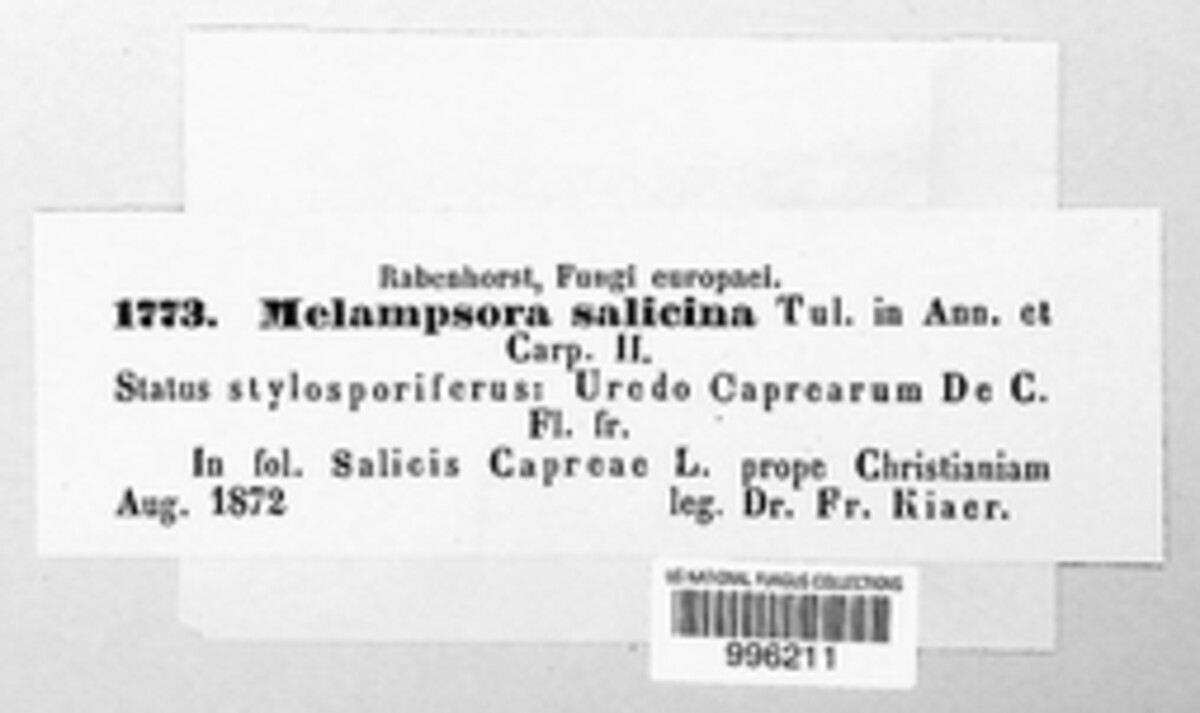 Rabenhorst, Fungi europaei.
1773. Melampsora salicina Tul. in Ann. et
Carp. II.
Status stylosporiferus: Uredo Caprearum De C.
Fl. fr.
In fol. Salicis Capreae L. prope Christianiam
Aug. 1872 leg. Dr. Fr. Kiaer.
US NATIONAL FUNGUS COLLECTIONS
996211